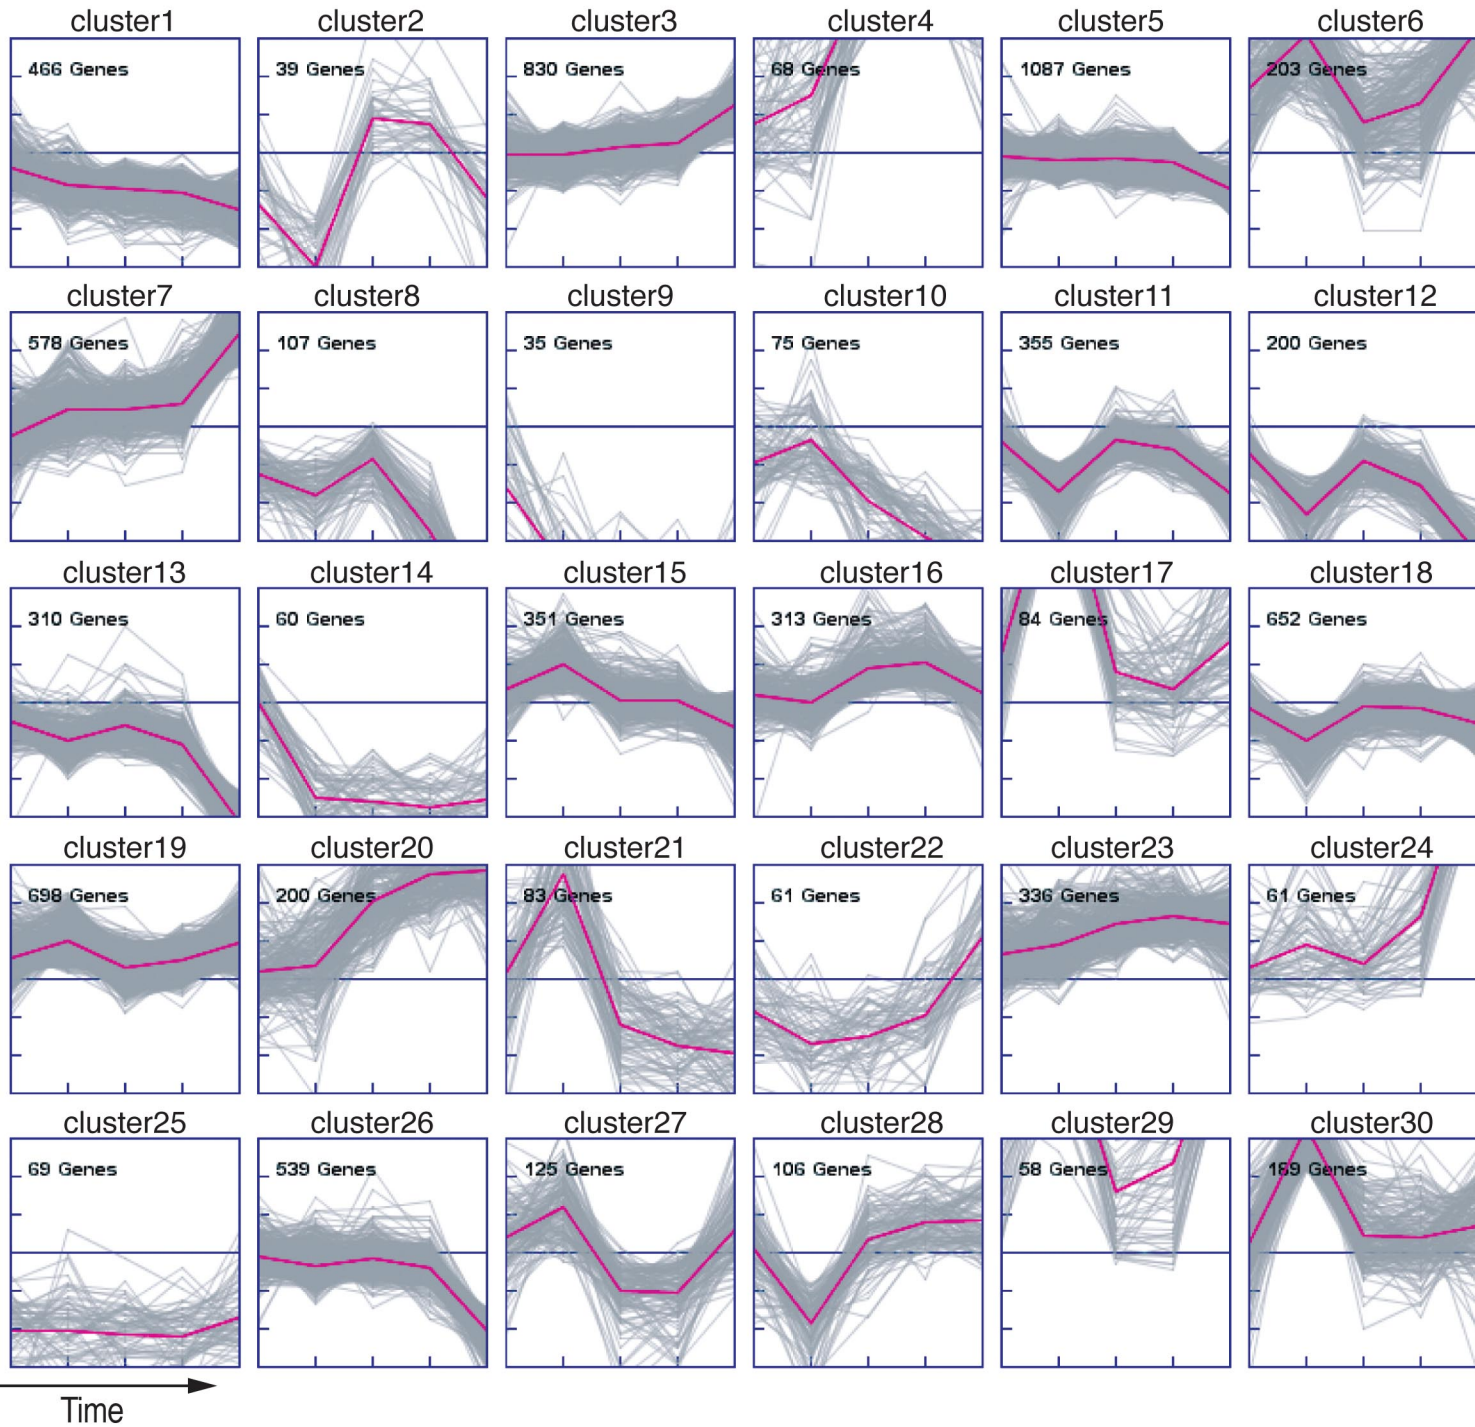 cluster1 cluster2 cluster3 cluster4 cluster5 cluster6
466 Genes 39 Genes 830 Genes 68 Genes 1087 Genes 203 Genes
cluster7 cluster8 cluster9 cluster10 cluster11 cluster12
578 Genes 107 Genes 35 Genes 75 Genes 355 Genes 200 Genes
cluster13 cluster14 cluster15 cluster16 cluster17 cluster18
310 Genes 60 Genes 351 Genes 313 Genes 84 Genes 652 Genes
cluster19 cluster20 cluster21 cluster22 cluster23 cluster24
698 Genes 200 Genes 83 Genes 61 Genes 336 Genes 61 Genes
cluster25 cluster26 cluster27 cluster28 cluster29 cluster30
69 Genes 539 Genes 125 Genes 106 Genes 58 Genes 189 Genes
Time